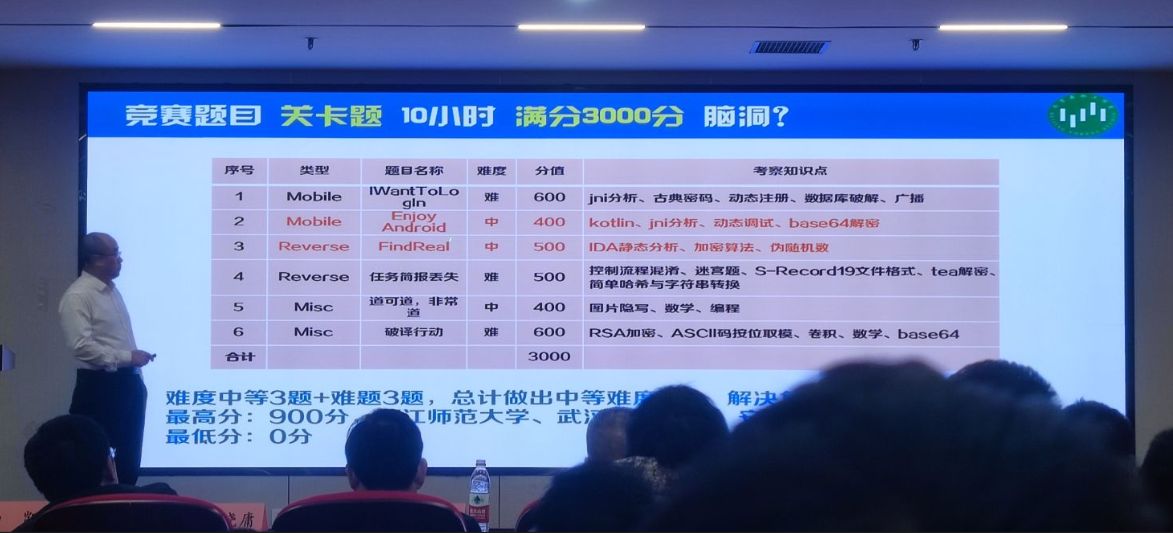 竞赛题目 关卡题 10小时 满分3000分 脑洞?
序号 类型 题目名称 难度 分值 考察知识点
1 Mobile IWantToLo
gIn 难 600 jni分析、古典密码、动态注册、数据库破解、广播
2 Mobile Enjoy
Android 中 400 kotlin、jni分析、动态调试、base64解密
3 Reverse FindReal 中 500 IDA静态分析、加密算法、伪随机数
4 Reverse 任务简报丢失 难 500 控制流程混淆、迷宫题、S-Record19文件格式、tea解密、
简单哈希与字符串转换
5 Misc 道可道，非常
道 中 400 图片隐写、数学、编程
6 Misc 破译行动 难 600 RSA加密、ASCII码按位取模、卷积、数学、base64
合计 3000
难度中等3题+难题3题，总计做出中等难度 解决
最高分：900分 江师范大学、武
最低分：0分